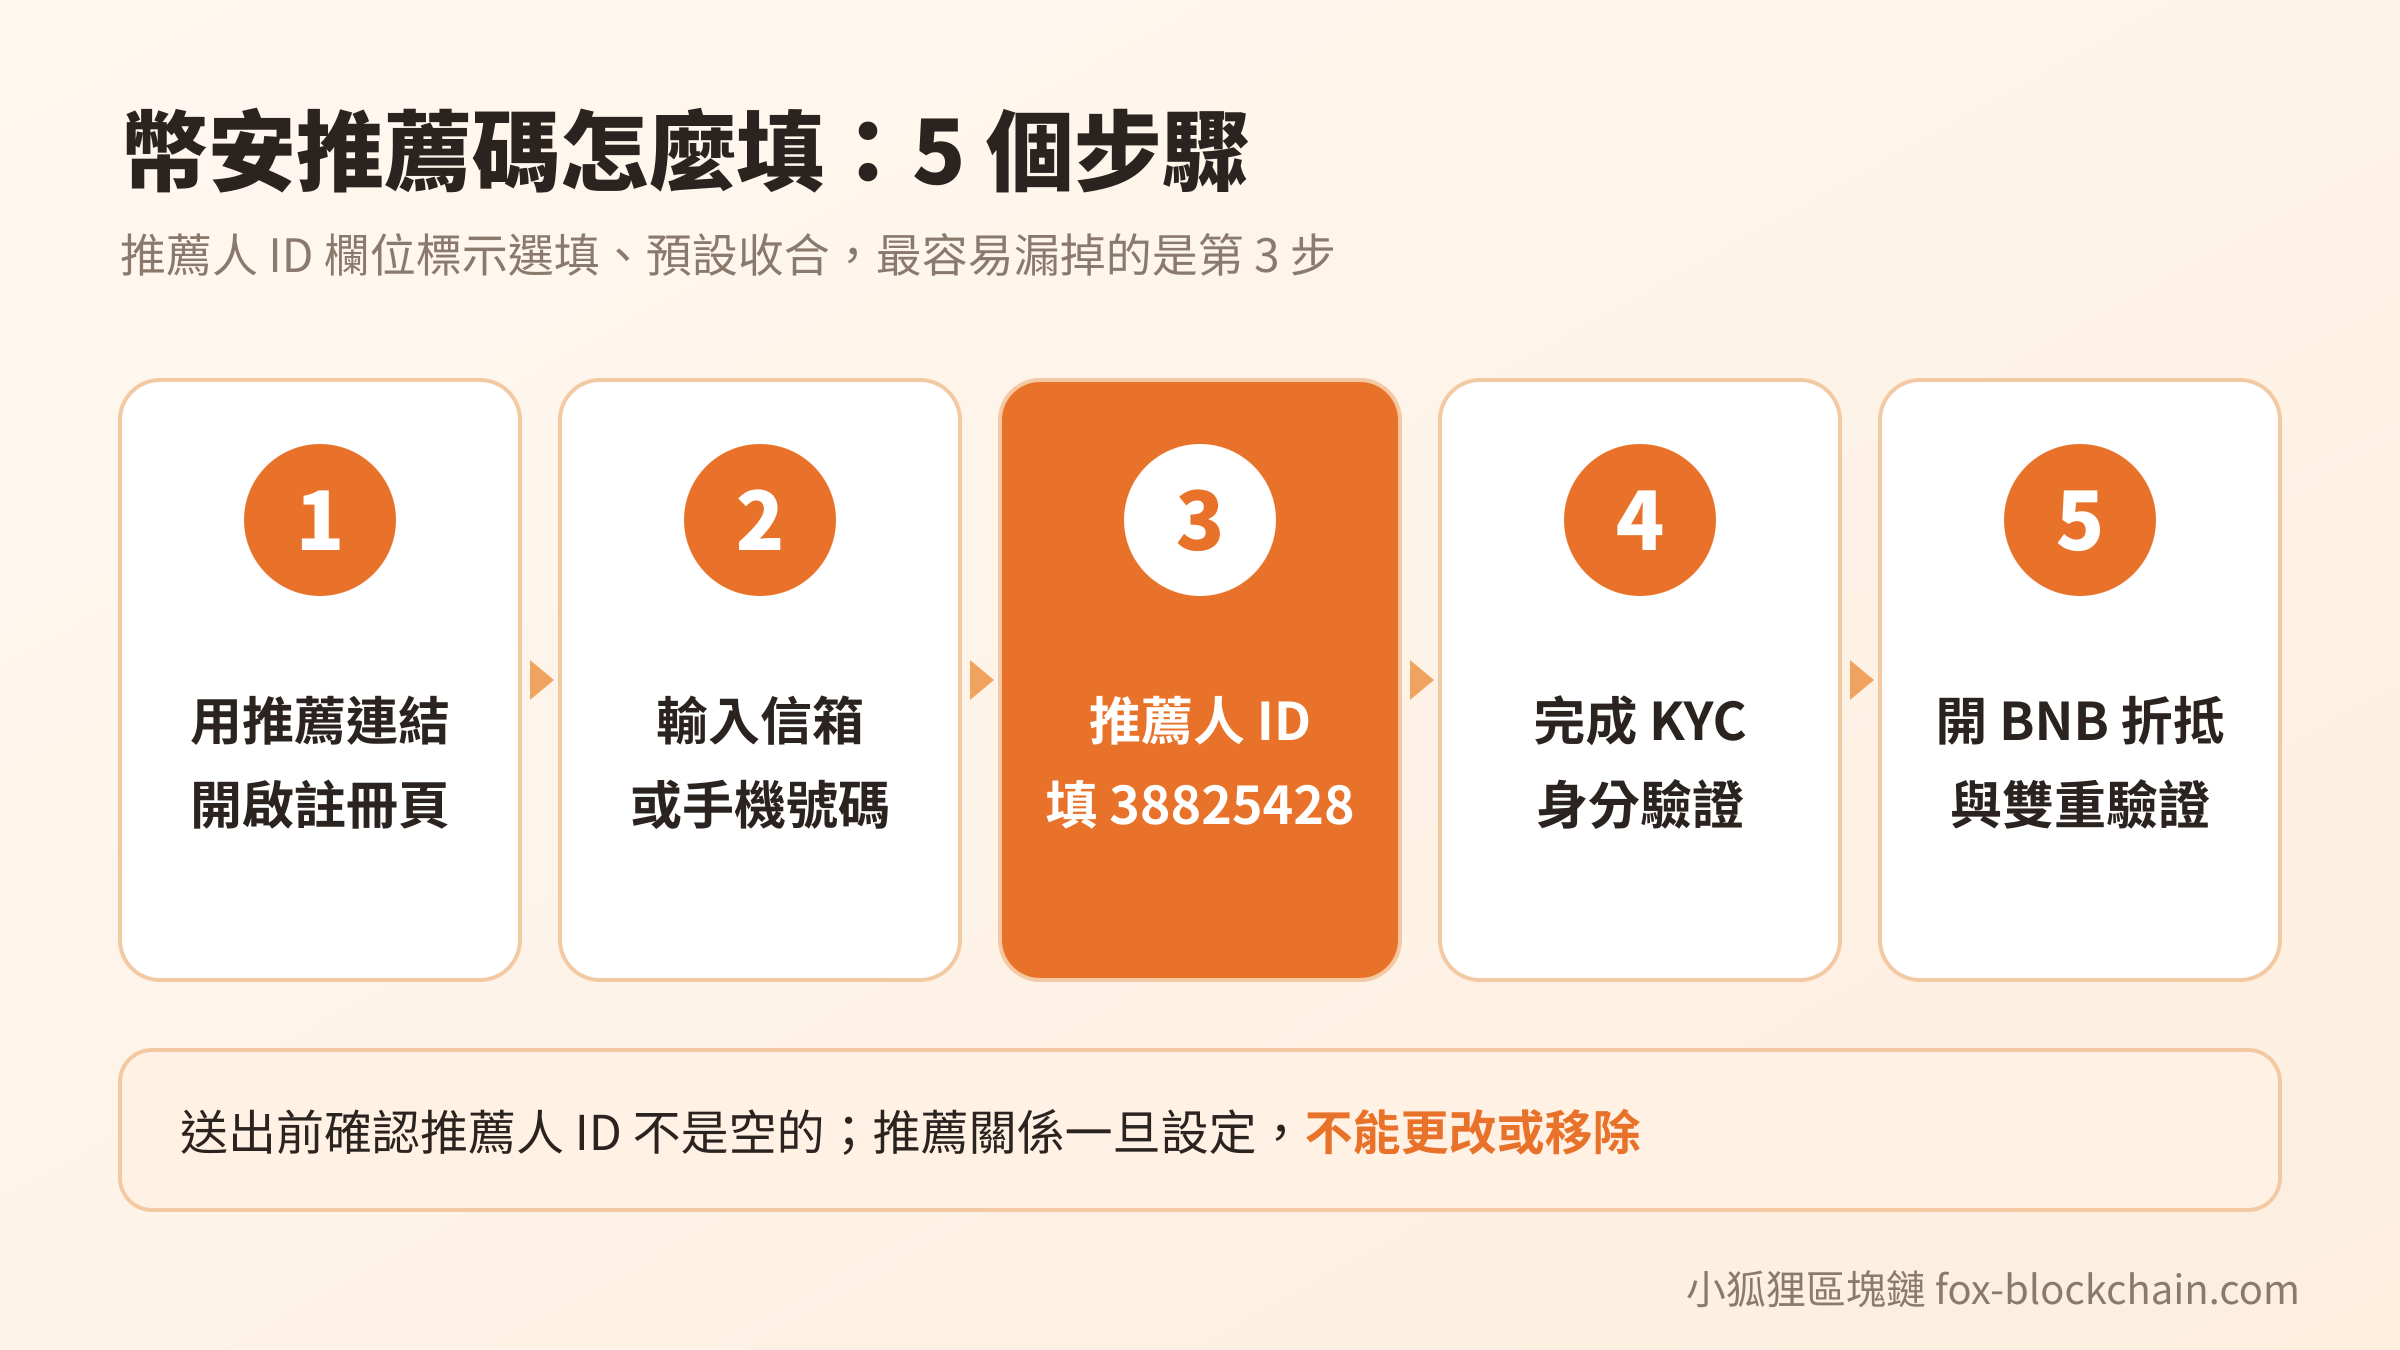 幣安推薦碼怎麼填：5 個步驟
推薦人 ID 欄位標示選填、預設收合，最容易漏掉的是第 3 步
1
用推薦連結
開啟註冊頁
2
輸入信箱
或手機號碼
3
推薦人 ID
填 38825428
4
完成 KYC
身分驗證
5
開 BNB 折抵
與雙重驗證
送出前確認推薦人 ID 不是空的；推薦關係一旦設定，不能更改或移除
小狐狸區塊鏈 fox-blockchain.com